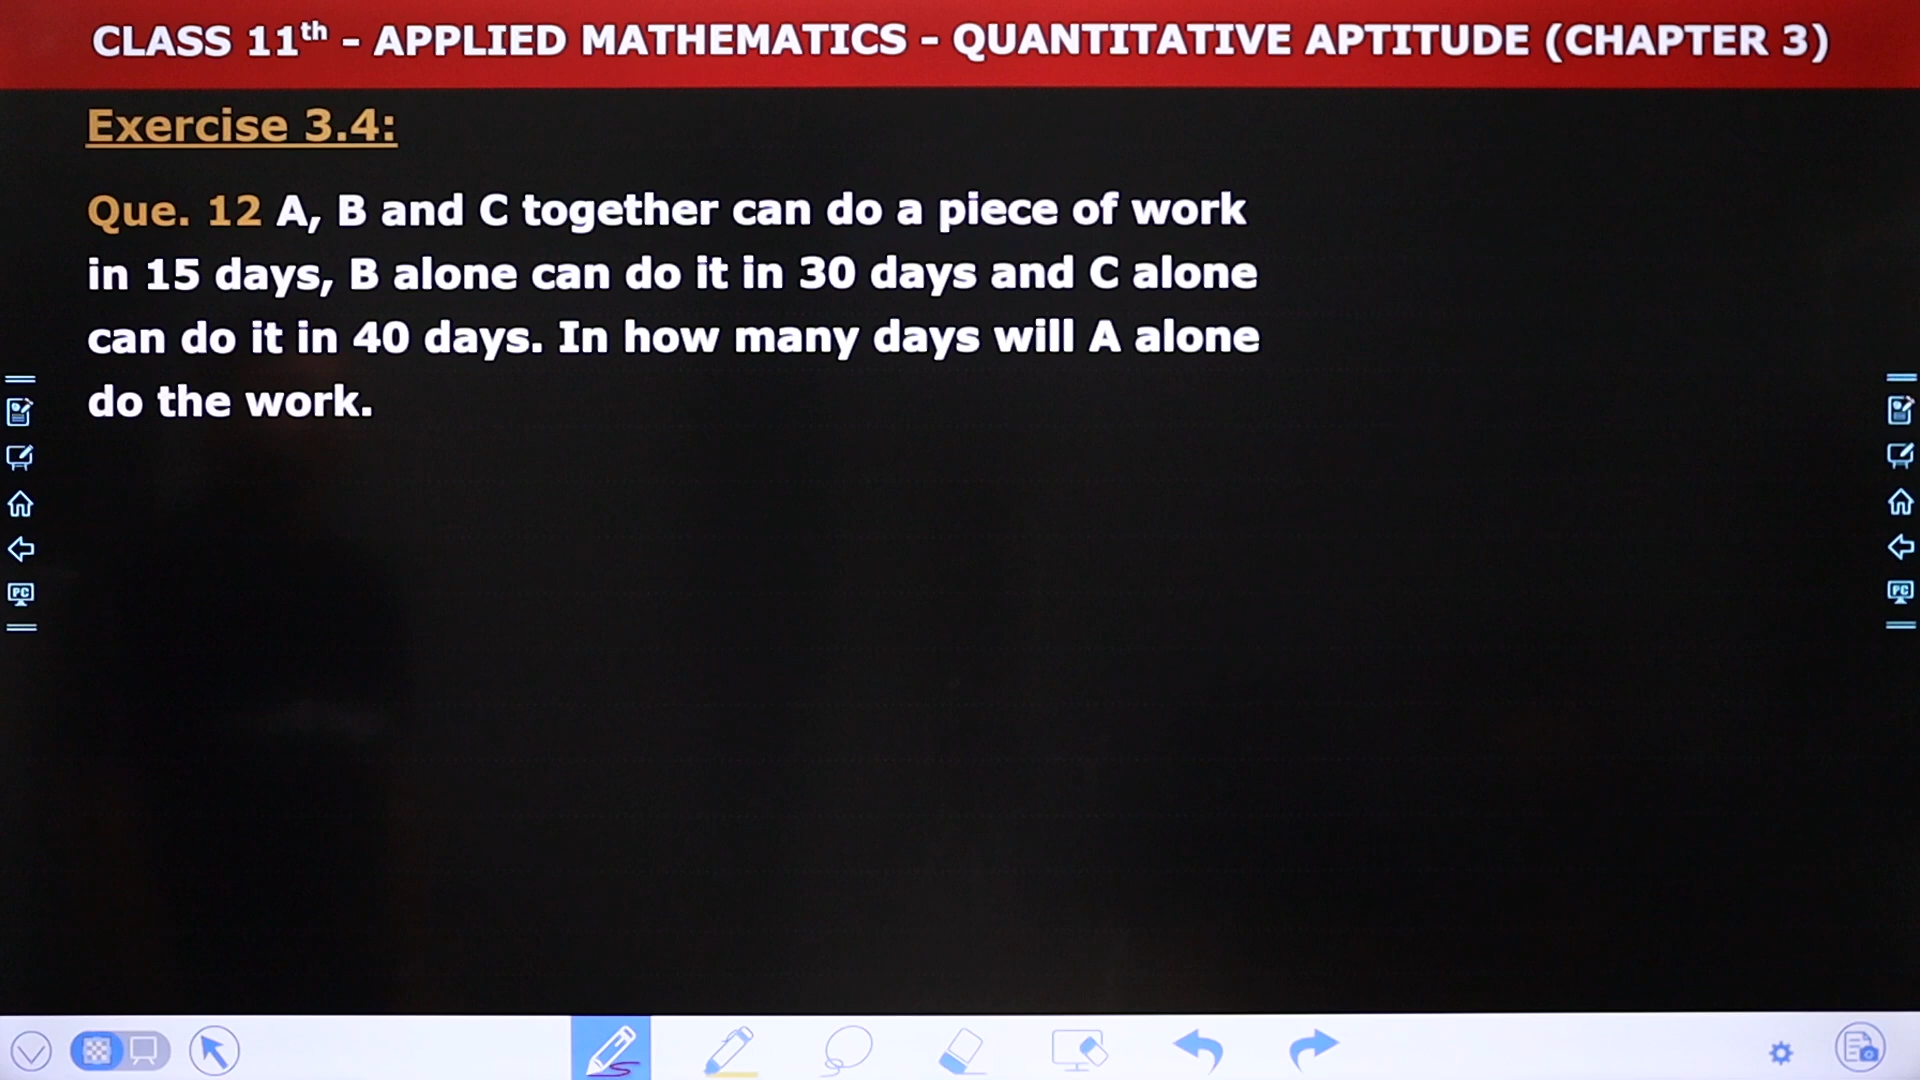 CLASS 11th - APPLIED MATHEMATICS - QUANTITATIVE APTITUDE (CHAPTER 3)
Exercise 3.4:
Que. 12 A, B and C together can do a piece of work
in 15 days, B alone can do it in 30 days and C alone
can do it in 40 days. In how many days will A alone
do the work.
PC
PC